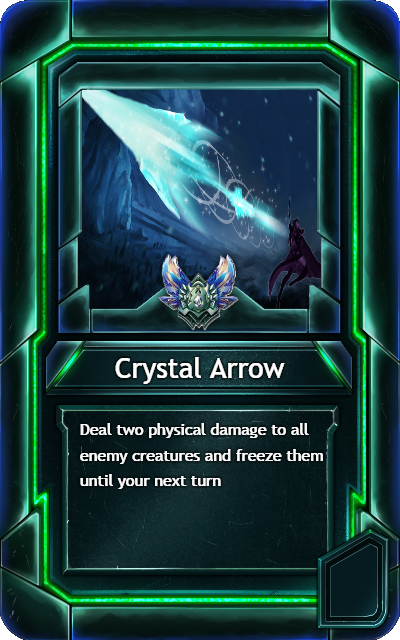 Crystal Arrow
Deal two physical damage to all
enemy creatures and freeze them
until your next turn